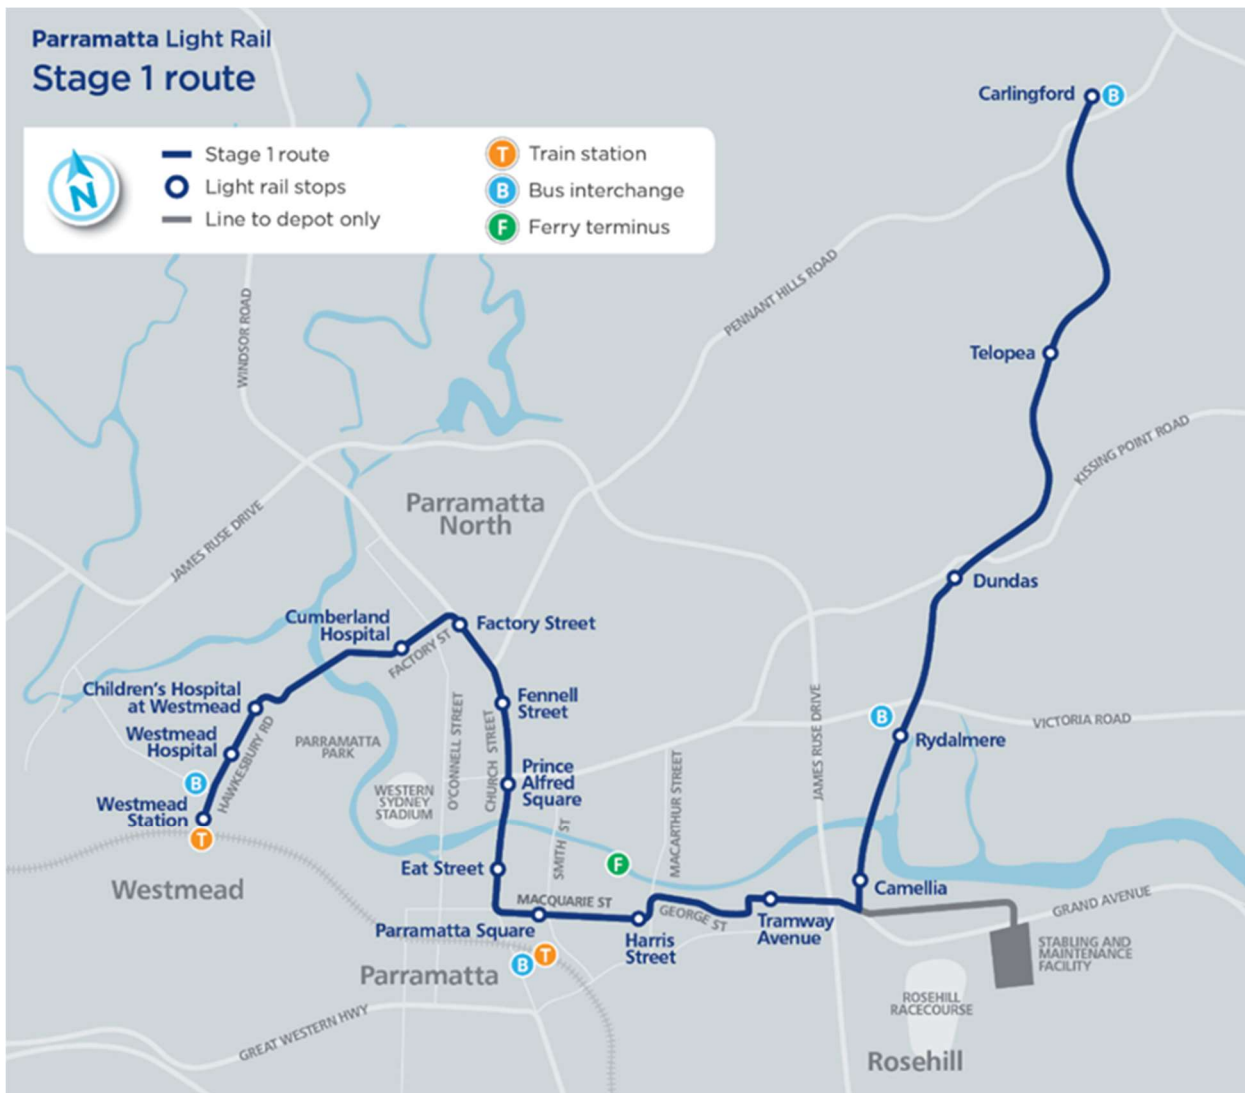 Parramatta Light Rail
Stage 1 route
N
Stage 1 route
Light rail stops
Line to depot only
T Train station
B Bus interchange
F Ferry terminus
Carlingford
B
WINDSOR ROAD
PENNANT HILLS ROAD
Telopea
KISSING POINT ROAD
Parramatta
North
JAMES RUSE DRIVE
Dundas
Cumberland
Hospital
FACTORY ST
Factory Street
Children's Hospital
at Westmead
Fennell
Street
Westmead
Hospital
HAWKESBURY RD
PARRAMATTA
PARK
O'CONNELL STREET
CHURCH STREET
JAMES RUSE DRIVE
B
VICTORIA ROAD
Rydalmere
B
Westmead
Station
T
WESTERN
SYDNEY
STADIUM
Prince
Alfred
Square
MACARTHUR STREET
SMITH ST
F
Westmead
Eat Street
Camellia
MACQUARIE ST
GEORGE ST
GRAND AVENUE
Parramatta Square
Harris
Street
Tramway
Avenue
STABLING AND
MAINTENANCE
FACILITY
B
T
Parramatta
ROSEHILL
RACECOURSE
GREAT WESTERN HWY
Rosehill